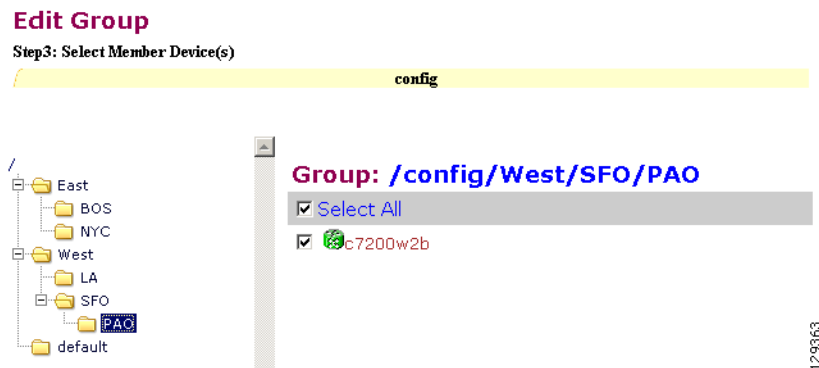 Edit Group
Step3: Select Member Device(s)
config
/
East
BOS
NYC
West
LA
SFO
PAO
default
Group: /config/West/SFO/PAO
Select All
c7200w2b
129363